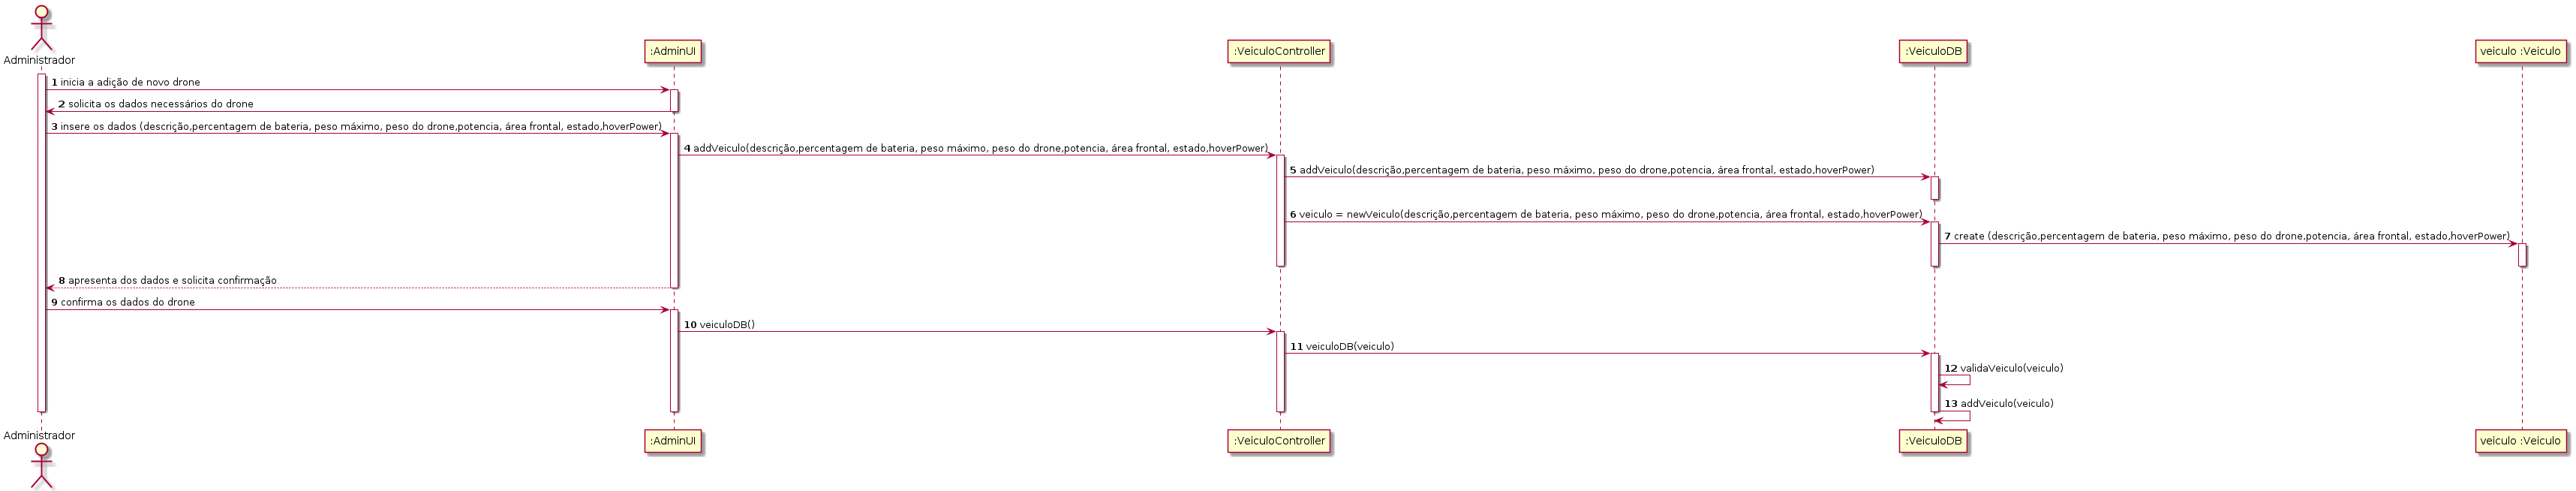 Administrador
:AdminUI
:VeiculoController
:VeiculoDB
veiculo :Veiculo
1 inicia a adição de novo drone
2 solicita os dados necessários do drone
3 insere os dados (descrição,percentagem de bateria, peso máximo, peso do drone,potencia, área frontal, estado,hoverPower)
4 addVeiculo(descrição,percentagem de bateria, peso máximo, peso do drone,potencia, área frontal, estado,hoverPower)
5 addVeiculo(descrição,percentagem de bateria, peso máximo, peso do drone,potencia, área frontal, estado,hoverPower)
6 veiculo = newVeiculo(descrição,percentagem de bateria, peso máximo, peso do drone,potencia, área frontal, estado,hoverPower)
7 create (descrição,percentagem de bateria, peso máximo, peso do drone,potencia, área frontal, estado,hoverPower)
8 apresenta dos dados e solicita confirmação
9 confirma os dados do drone
10 veiculoDB()
11 veiculoDB(veiculo)
12 validaVeiculo(veiculo)
13 addVeiculo(veiculo)
Administrador
:AdminUI
:VeiculoController
:VeiculoDB
veiculo :Veiculo